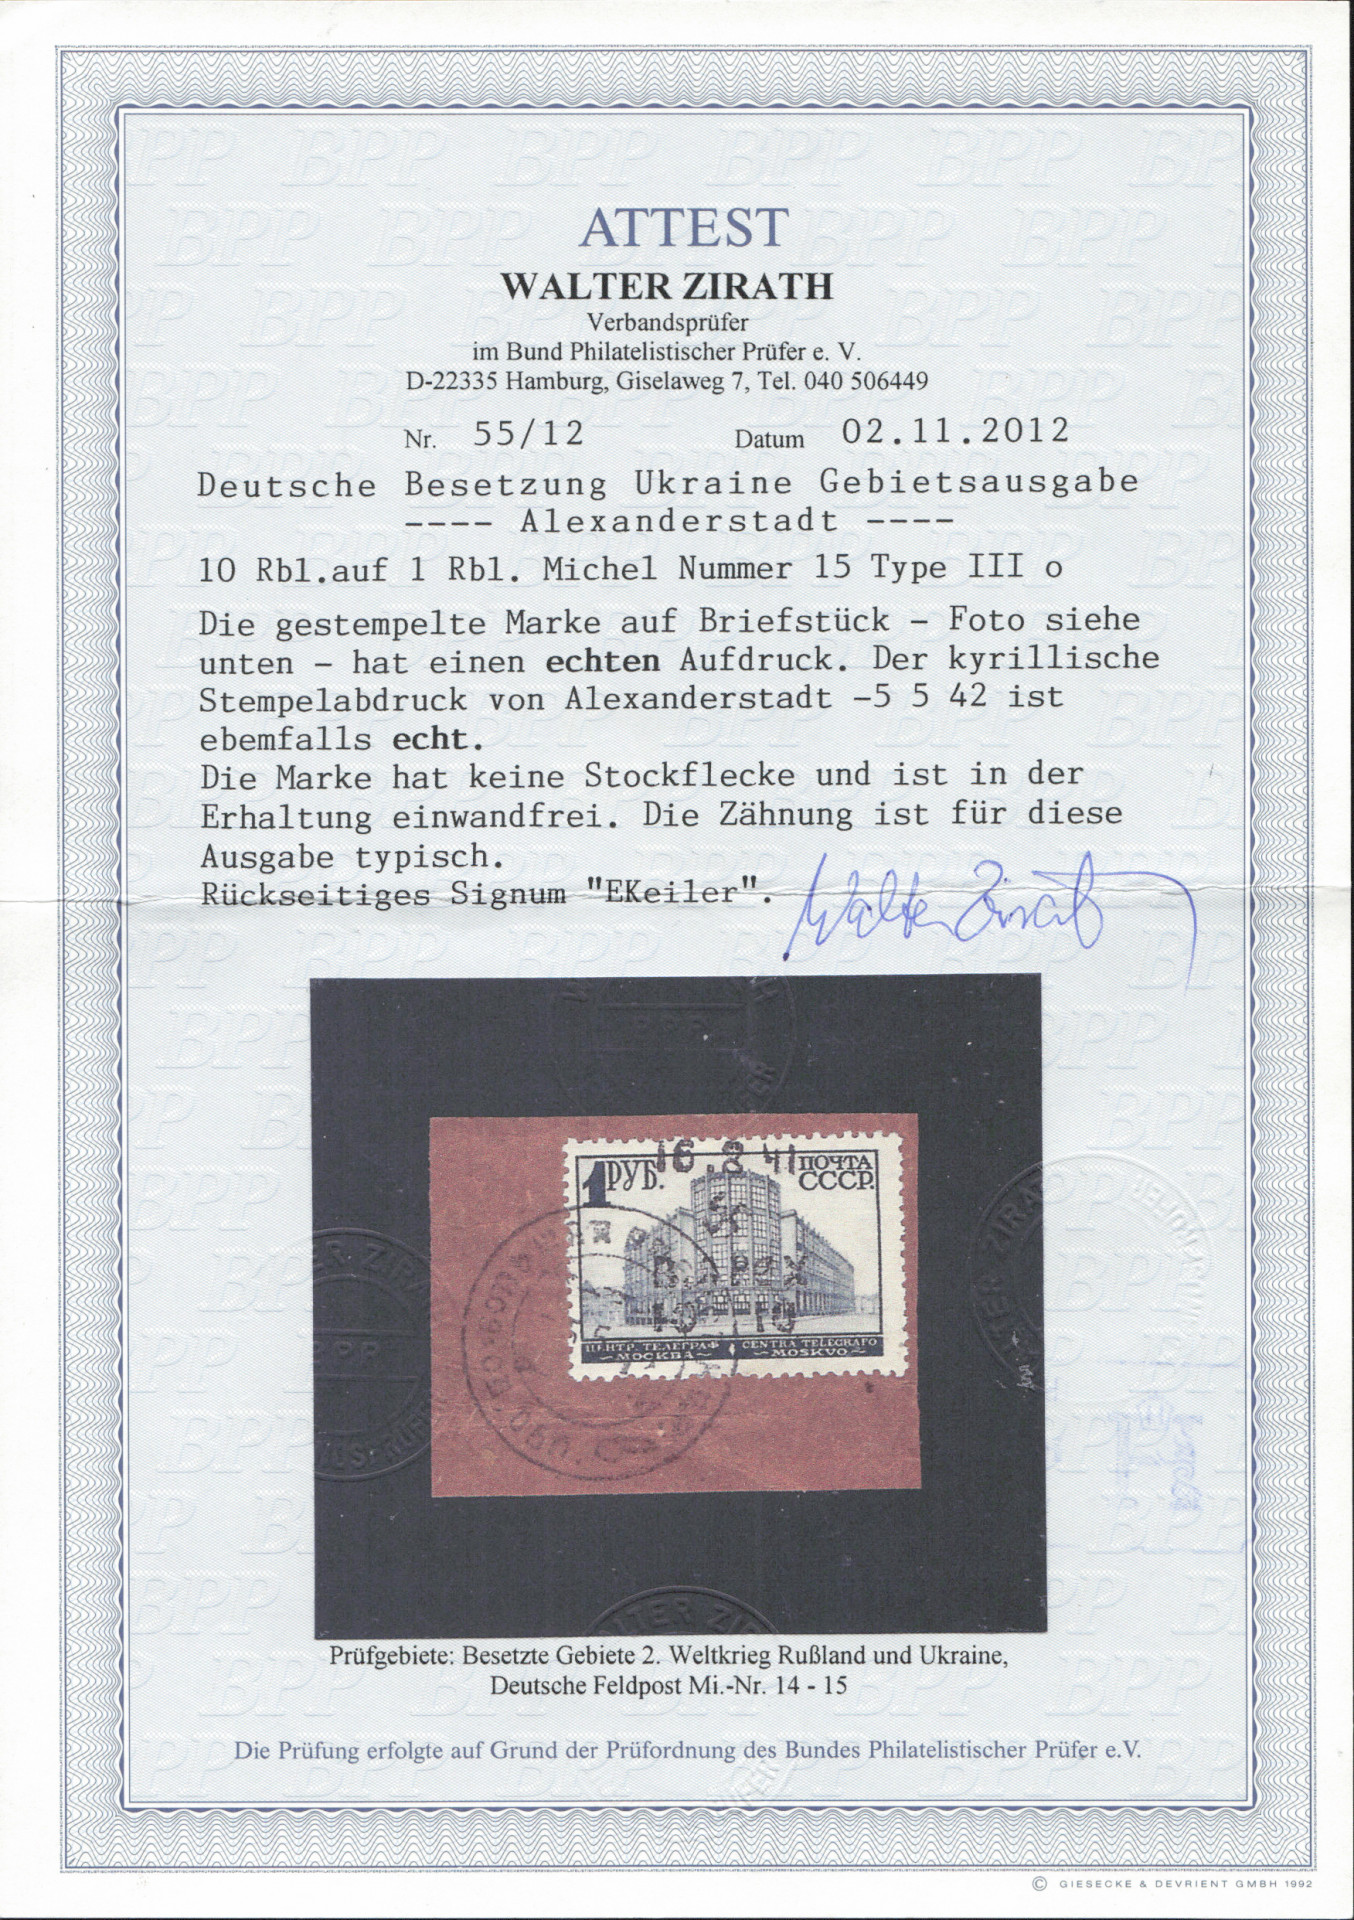 ATTEST
WALTER ZIRATH
Verbandsprüfer
im Bund Philatelistischer Prüfer e. V.
D-22335 Hamburg, Giselaweg 7, Tel. 040 506449
Nr. 55/12 Datum 02.11.2012
Deutsche Besetzung Ukraine Gebietsausgabe
---- Alexanderstadt ----
10 Rbl.auf 1 Rbl. Michel Nummer 15 Type III o
Die gestempelte Marke auf Briefstück - Foto siehe
unten - hat einen echten Aufdruck. Der kyrillische
Stempelabdruck von Alexanderstadt -5 5 42 ist
ebemfalls echt.
Die Marke hat keine Stockflecke und ist in der
Erhaltung einwandfrei. Die Zähnung ist für diese
Ausgabe typisch.
Rückseitiges Signum "EKeiler".
Walter Zirath
16.8 41
1 РУБ. ПОЧТА
СССР.
ЦЕНТР. ТЕЛЕГРАФ CENTRA TELEGRAFO
МОСКВА MOSKVO
Prüfgebiete: Besetzte Gebiete 2. Weltkrieg Rußland und Ukraine,
Deutsche Feldpost Mi.-Nr. 14 - 15
Die Prüfung erfolgte auf Grund der Prüfordnung des Bundes Philatelistischer Prüfer e.V.
© GIESECKE & DEVRIENT GMBH 1992